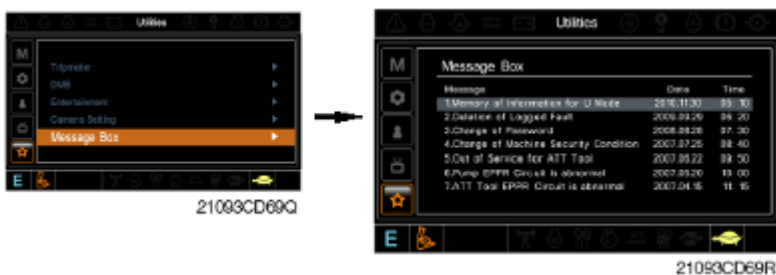 Utilities
M
Tripmeter
DMB
Entertainment
Camera Setting
Message Box
E
21093CD69Q
Utilities
M
Message Box
Message Date Time
1.Memory of Information for U Mode 2010.11.30 05 10
2.Deletion of Logged Fault 2009.09.29 06 20
3.Change of Password 2008.08.28 07 30
4.Change of Machine Security Condition 2007.07.25 08 40
5.Out of Service for ATT Tool 2007.06.22 09 50
6.Pump EPPR Circuit is abnormal 2007.05.20 10 00
7.ATT Tool EPPR Circuit is abnormal 2007.04.15 11 15
E
21093CD69R